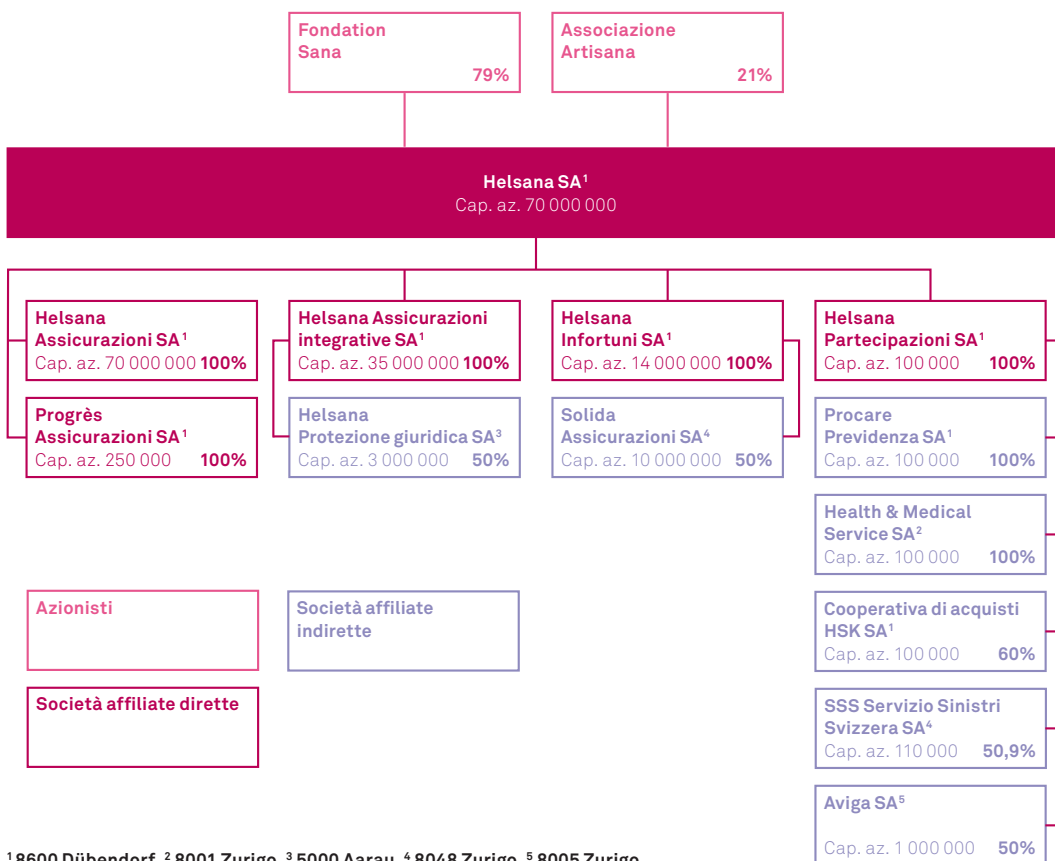 Fondation
Sana
79%
Associazione
Artisana
21%
Helsana SA¹
Cap. az. 70 000 000
Helsana
Assicurazioni SA¹
Cap. az. 70 000 000 100%
Helsana Assicurazioni
integrative SA¹
Cap. az. 35 000 000 100%
Helsana
Infortuni SA¹
Cap. az. 14 000 000 100%
Helsana
Partecipazioni SA¹
Cap. az. 100 000 100%
Progrès
Assicurazioni SA¹
Cap. az. 250 000 100%
Helsana
Protezione giuridica SA³
Cap. az. 3 000 000 50%
Solida
Assicurazioni SA⁴
Cap. az. 10 000 000 50%
Procare
Previdenza SA¹
Cap. az. 100 000 100%
Health & Medical
Service SA²
Cap. az. 100 000 100%
Cooperativa di acquisti
HSK SA¹
Cap. az. 100 000 60%
SSS Servizio Sinistri
Svizzera SA⁴
Cap. az. 110 000 50,9%
Aviga SA⁵
Cap. az. 1 000 000 50%
Azionisti
Società affiliate
indirette
Società affiliate dirette
¹ 8600 Dübendorf ² 8001 Zurigo ³ 5000 Aarau ⁴ 8048 Zurigo ⁵ 8005 Zurigo